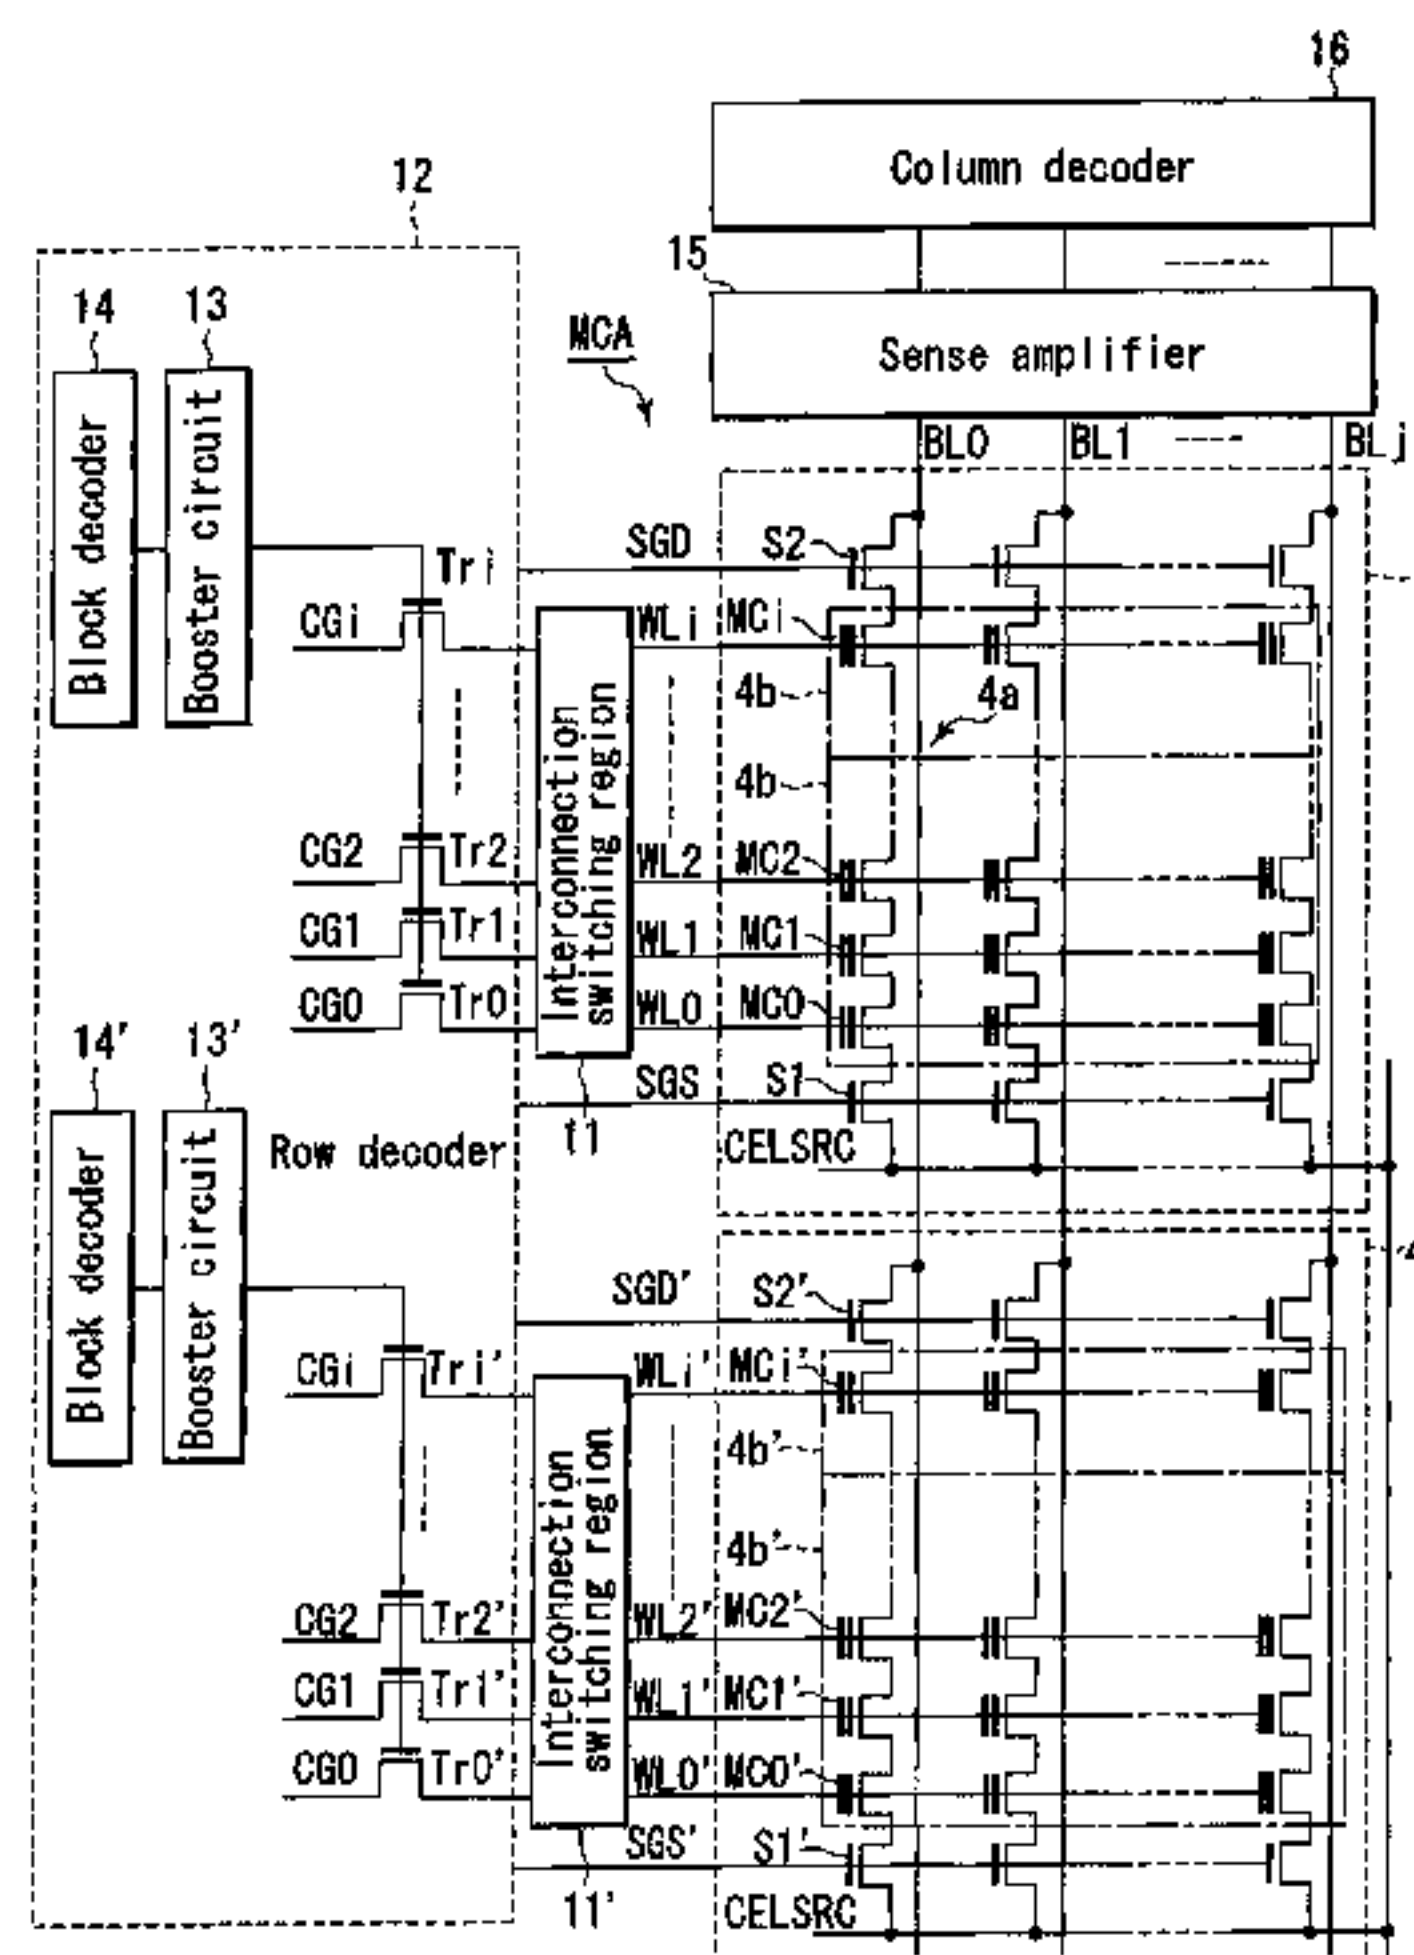 16
Column decoder
12
15
14
13
MCA
Sense amplifier
Block decoder
Booster circuit
BL0
BL1
BLj
SGD
S2
Tri
CGi
WLi
MCi
4b
4a
4b
Interconnection
switching region
CG2
Tr2
WL2
MC2
CG1
Tr1
WL1
MC1
CG0
Tr0
WL0
MC0
14'
13'
SGS
S1
11
Row decoder
CELSRC
Block decoder
Booster circuit
SGD'
S2'
CGi
Tri'
WLi'
MCi'
4b'
4b'
Interconnection
switching region
CG2
Tr2'
WL2'
MC2'
CG1
Tr1'
WL1'
MC1'
CG0
Tr0'
WL0'
MC0'
SGS'
S1'
11'
CELSRC